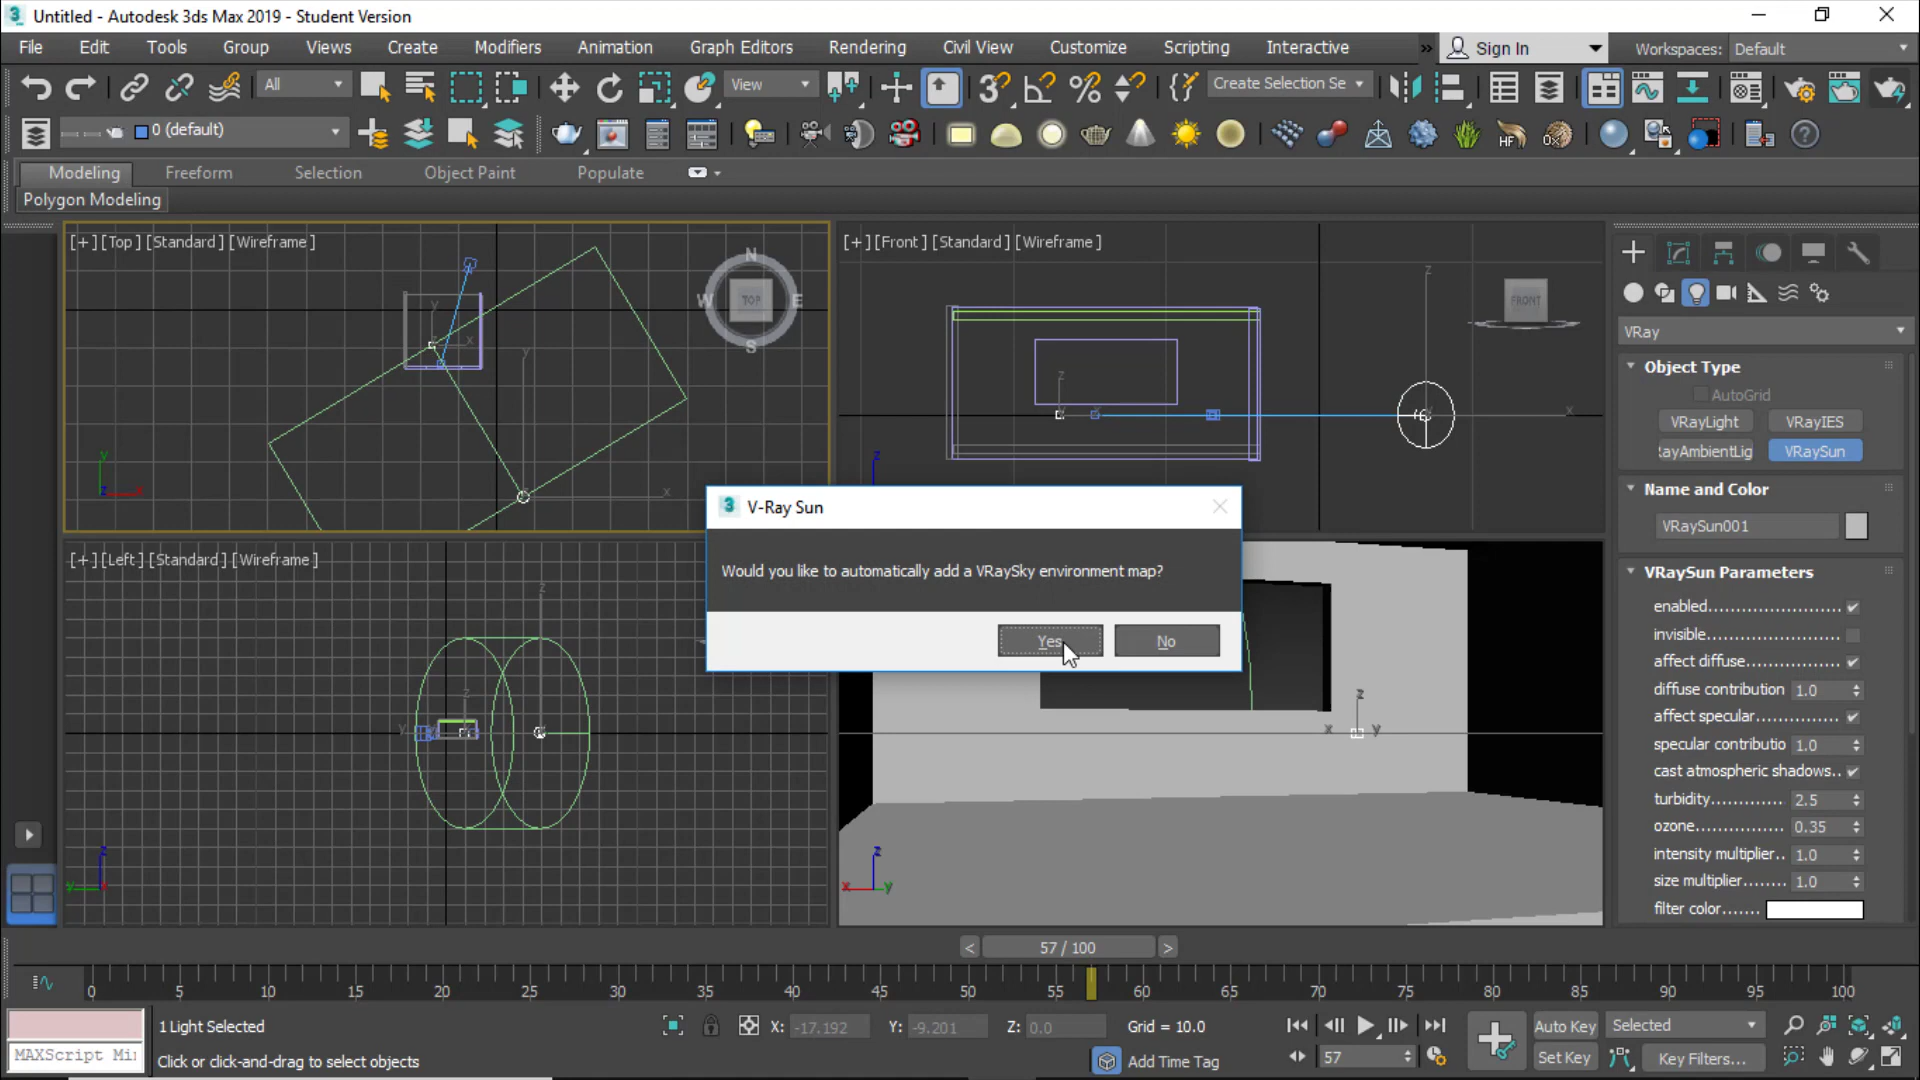 Untitled - Autodesk 3ds Max 2019 - Student Version
File Edit Tools Group Views Create Modifiers Animation Graph Editors Rendering Civil View Customize Scripting Interactive » Sign In Workspaces: Default
All View Create Selection Se
0 (default)
Modeling Freeform Selection Object Paint Populate
Polygon Modeling
[+] [Top] [Standard] [Wireframe]
[+] [Front] [Standard] [Wireframe]
N
W TOP E
S
FRONT
VRay
Object Type
AutoGrid
VRayLight VRayIES
RayAmbientLig VRaySun
Name and Color
VRaySun001
VRaySun Parameters
enabled
invisible
affect diffuse
diffuse contribution 1.0
affect specular
specular contributio 1.0
cast atmospheric shadows
turbidity 2.5
ozone 0.35
intensity multiplier 1.0
size multiplier 1.0
filter color
V-Ray Sun
Would you like to automatically add a VRaySky environment map?
Yes No
[+] [Left] [Standard] [Wireframe]
< 57 / 100 >
0 5 10 15 20 25 30 35 40 45 50 55 60 65 70 75 80 85 90 95 100
1 Light Selected X: -17.192 Y: -9.201 Z: 0.0 Grid = 10.0 Auto Key Selected
MAXScript Mi Click or click-and-drag to select objects Add Time Tag 57 Set Key Key Filters...